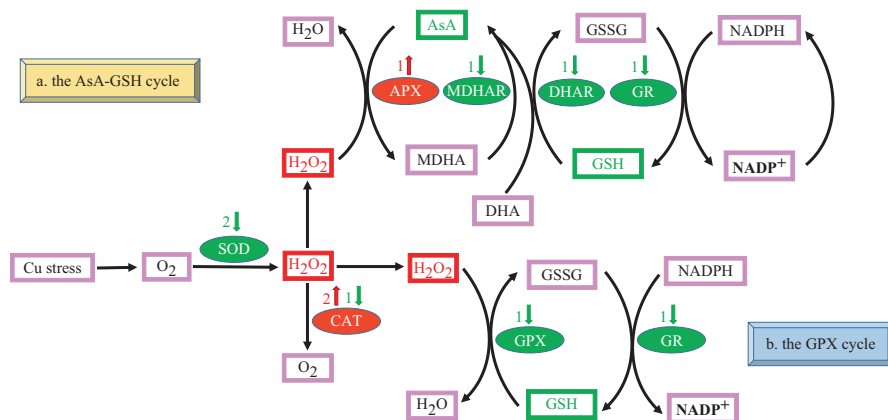 H2O
AsA
GSSG
NADPH
a. the AsA-GSH cycle
1
1
1
1
APX
MDHAR
DHAR
GR
H2O2
MDHA
GSH
NADP+
DHA
2
SOD
Cu stress
O2
H2O2
H2O2
GSSG
NADPH
2 1
CAT
1
1
GPX
GR
b. the GPX cycle
O2
H2O
GSH
NADP+